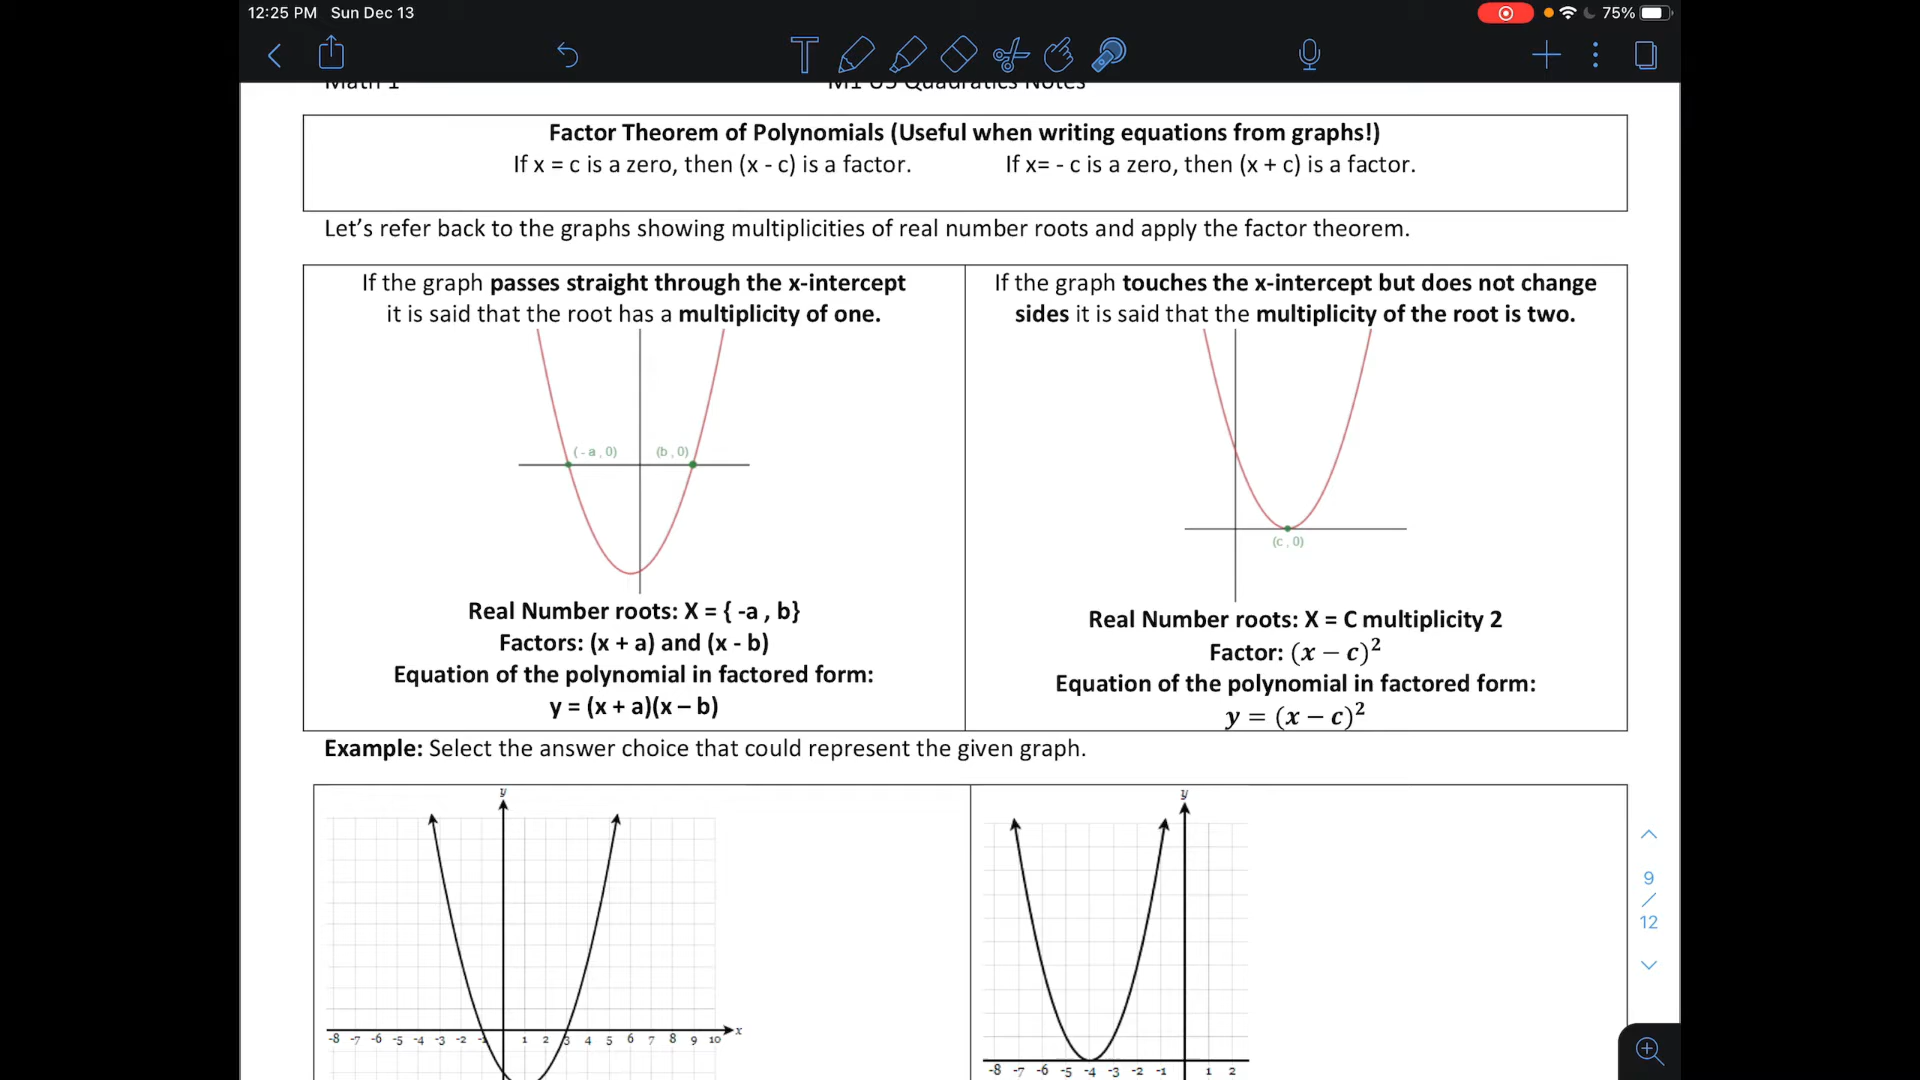 12:25 PM Sun Dec 13
75%
Math 1 M1 U5 Quadratics Notes
Factor Theorem of Polynomials (Useful when writing equations from graphs!)
If x = c is a zero, then (x - c) is a factor. If x= - c is a zero, then (x + c) is a factor.
Let’s refer back to the graphs showing multiplicities of real number roots and apply the factor theorem.
If the graph passes straight through the x-intercept
it is said that the root has a multiplicity of one.
(-a , 0) (b , 0)
Real Number roots: X = { -a , b}
Factors: (x + a) and (x - b)
Equation of the polynomial in factored form:
y = (x + a)(x – b)
If the graph touches the x-intercept but does not change
sides it is said that the multiplicity of the root is two.
(c , 0)
Real Number roots: X = C multiplicity 2
Factor: (x − c)²
Equation of the polynomial in factored form:
y = (x − c)²
Example: Select the answer choice that could represent the given graph.
y
x
-8 -7 -6 -5 -4 -3 -2 -1 1 2 3 4 5 6 7 8 9 10
y
-8 -7 -6 -5 -4 -3 -2 -1 1 2
9
/
12